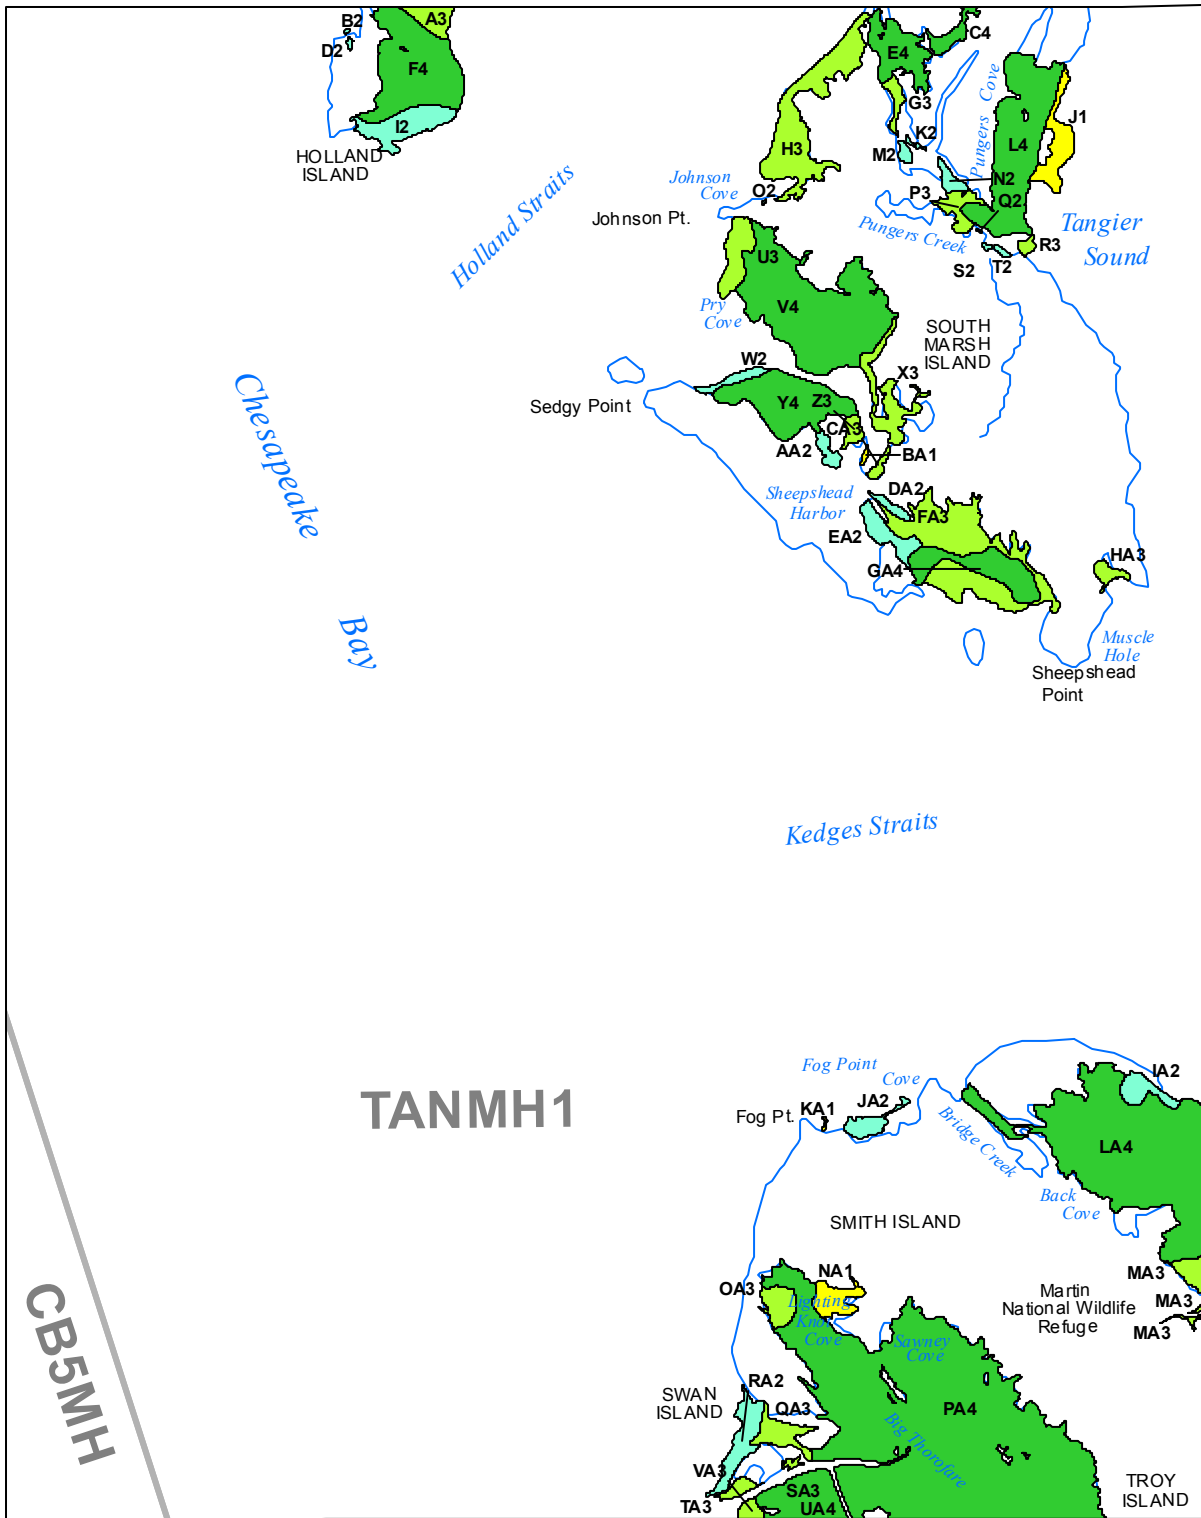 B2
A3
D2
F4
I2
HOLLAND
ISLAND
C4
E4
G3
K2
M2
H3
O2
Pungers Cove
J1
L4
N2
P3
Q2
R3
S2
T2
Johnson
Cove
Johnson Pt.
Holland Straits
Pungers Creek
Tangier
Sound
U3
V4
Pry
Cove
SOUTH
MARSH
ISLAND
W2
X3
Sedgy Point
Y4
Z3
CA3
AA2
BA1
Chesapeake
Bay
Sheepshead
Harbor
DA2
FA3
EA2
GA4
HA3
Muscle
Hole
Sheepshead
Point
Kedges Straits
TANMH1
CB5MH
Fog Point
Cove
IA2
KA1
JA2
Fog Pt.
Bridge Creek
LA4
Back
Cove
SMITH ISLAND
MA3
NA1
OA3
Lighting
Knot
Cove
Martin
National Wildlife
Refuge
MA3
MA3
Sawney
Cove
RA2
SWAN
ISLAND
QA3
PA4
Big Thorofare
VA3
SA3
TA3
UA4
TROY
ISLAND